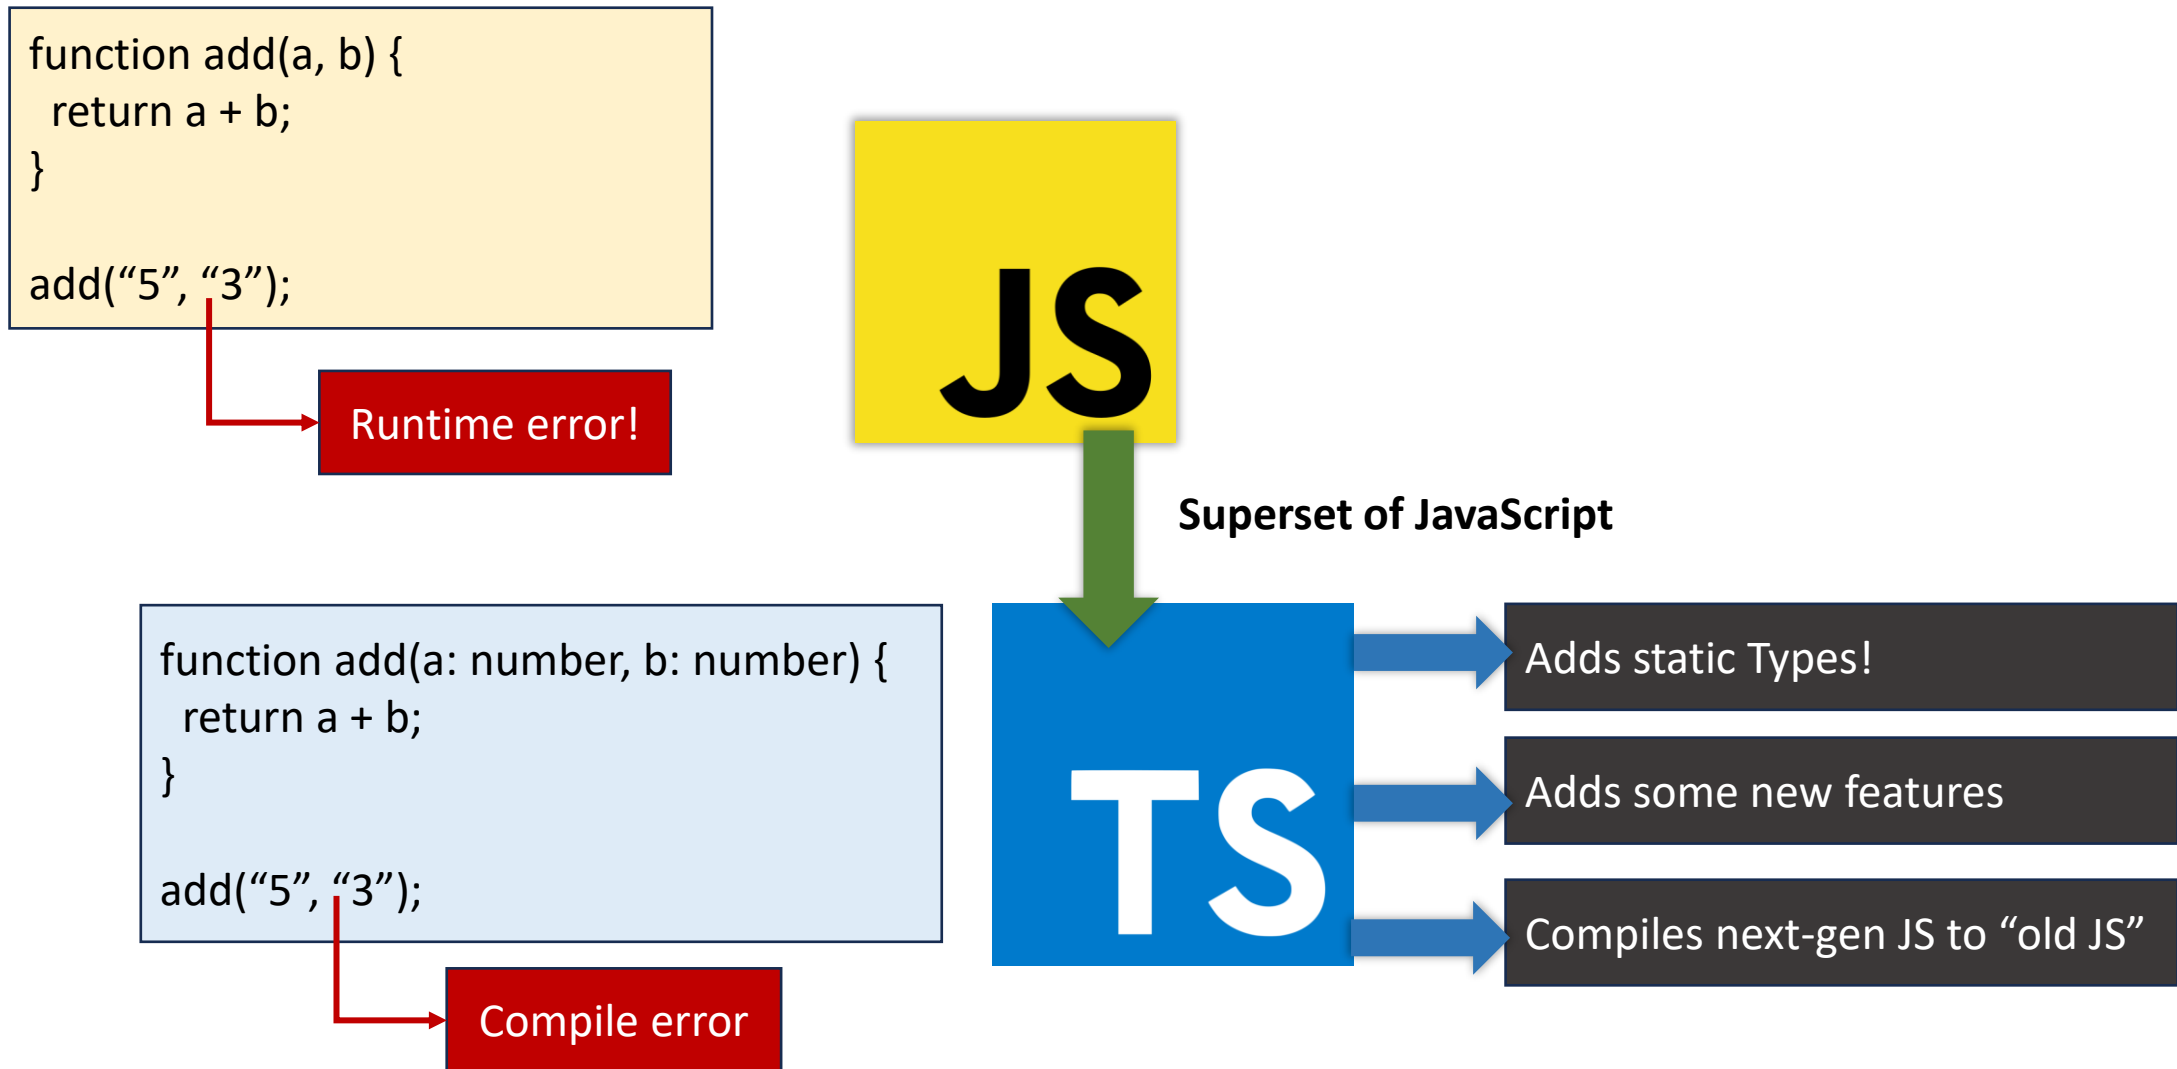 function add(a, b) {
return a + b;
}
add(“5”, “3”);
Runtime error!
JS
Superset of JavaScript
function add(a: number, b: number) {
return a + b;
}
add(“5”, “3”);
Compile error
TS
Adds static Types!
Adds some new features
Compiles next-gen JS to “old JS”